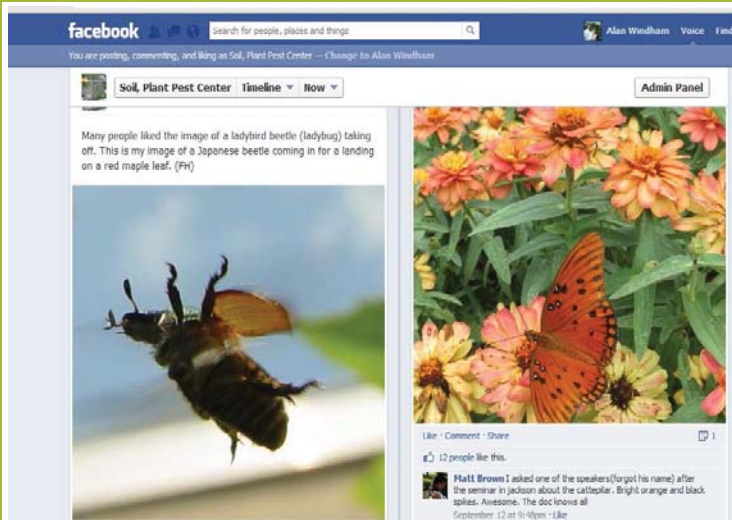 facebook
Search for people, places and things
Alan Windham Voice Find
You are posting, commenting, and liking as Soil, Plant Pest Center — Change to Alan Windham
Soil, Plant Pest Center Timeline Now
Admin Panel
Many people liked the image of a ladybird beetle (ladybug) taking
off. This is my image of a Japanese beetle coming in for a landing
on a red maple leaf. (FH)
Like · Comment · Share 1
12 people like this.
Matt Brown I asked one of the speakers(forgot his name) after
the seminar in jackson about the cattepilar. Bright orange and black
spikes. Awesome. The doc knows all
September 12 at 9:48pm · Like